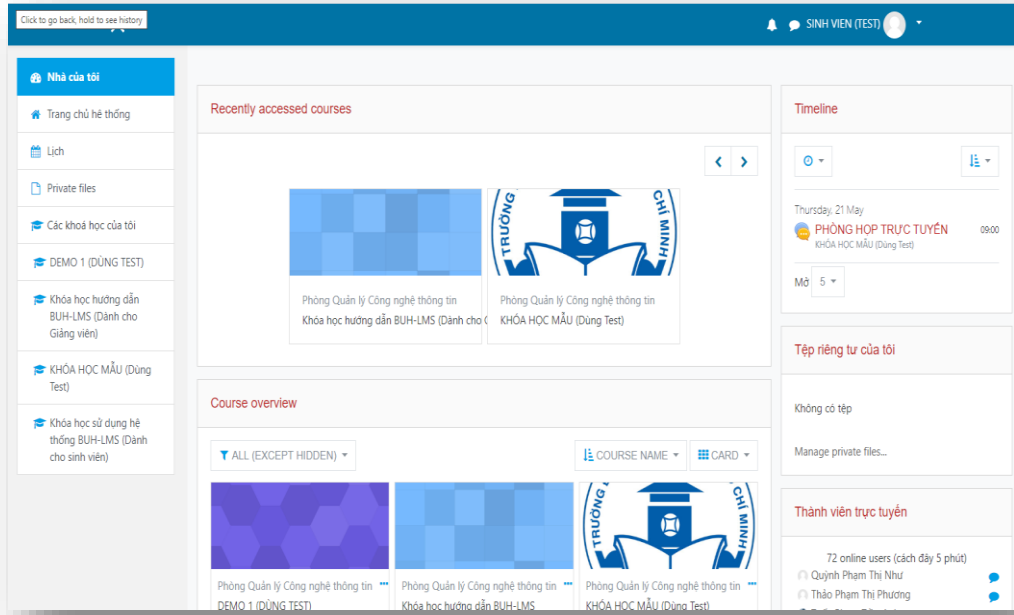 Click to go back, hold to see history
SINH VIEN (TEST)
Nhà của tôi
Trang chủ hệ thống
Lịch
Private files
Các khoá học của tôi
DEMO 1 (DÙNG TEST)
Khóa học hướng dẫn
BUH-LMS (Dành cho
Giảng viên)
KHÓA HỌC MẪU (Dùng
Test)
Khóa học sử dụng hệ
thống BUH-LMS (Dành
cho sinh viên)
Recently accessed courses
TRƯỜNG
CHÍ MINH
Phòng Quản lý Công nghệ thông tin
Khóa học hướng dẫn BUH-LMS (Dành cho
Phòng Quản lý Công nghệ thông tin
KHÓA HỌC MẪU (Dùng Test)
Course overview
ALL (EXCEPT HIDDEN)
COURSE NAME
CARD
TRƯỜNG
CHÍ MINH
Phòng Quản lý Công nghệ thông tin
DEMO 1 (DÙNG TEST)
Phòng Quản lý Công nghệ thông tin
Khóa học hướng dẫn BUH-LMS
Phòng Quản lý Công nghệ thông tin
KHÓA HỌC MẪU (Dùng Test)
Timeline
Thursday, 21 May
PHÒNG HỌP TRỰC TUYẾN
09:00
KHÓA HỌC MẪU (Dùng Test)
Mở 5
Tệp riêng tư của tôi
Không có tệp
Manage private files...
Thành viên trực tuyến
72 online users (cách đây 5 phút)
Quỳnh Phạm Thị Như
Thảo Phạm Thị Phương